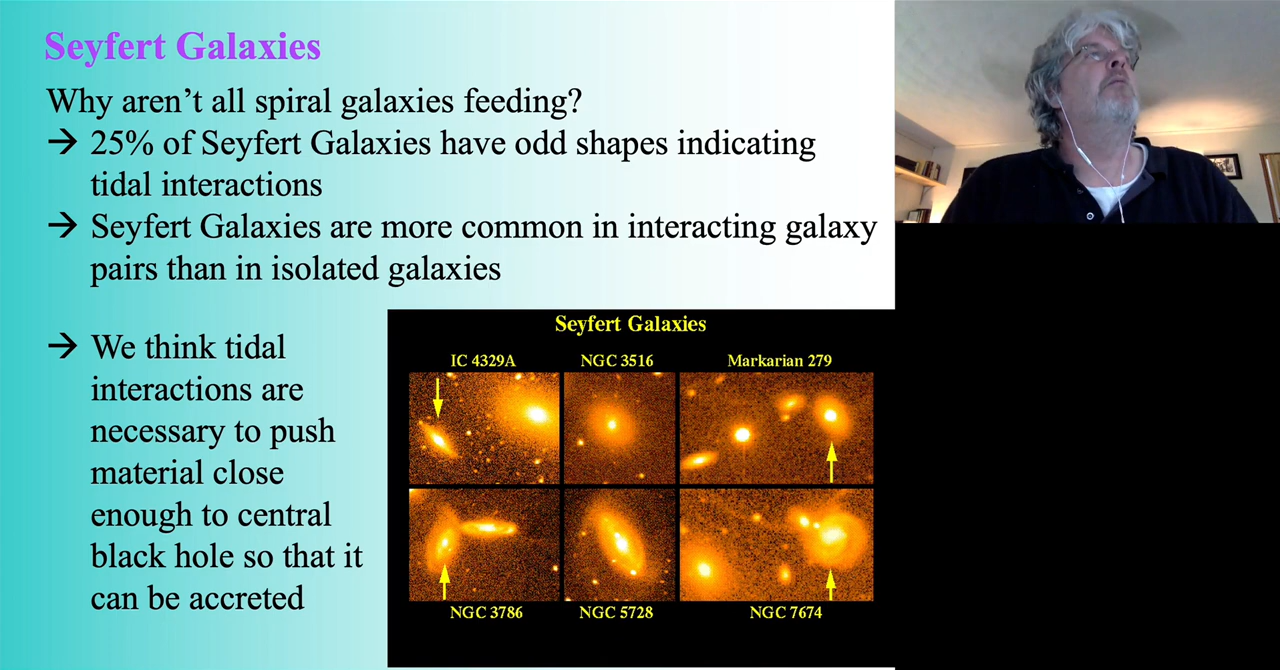 Seyfert Galaxies
Why aren’t all spiral galaxies feeding?
→ 25% of Seyfert Galaxies have odd shapes indicating
tidal interactions
→ Seyfert Galaxies are more common in interacting galaxy
pairs than in isolated galaxies
→ We think tidal
interactions are
necessary to push
material close
enough to central
black hole so that it
can be accreted
Seyfert Galaxies
IC 4329A
NGC 3516
Markarian 279
NGC 3786
NGC 5728
NGC 7674